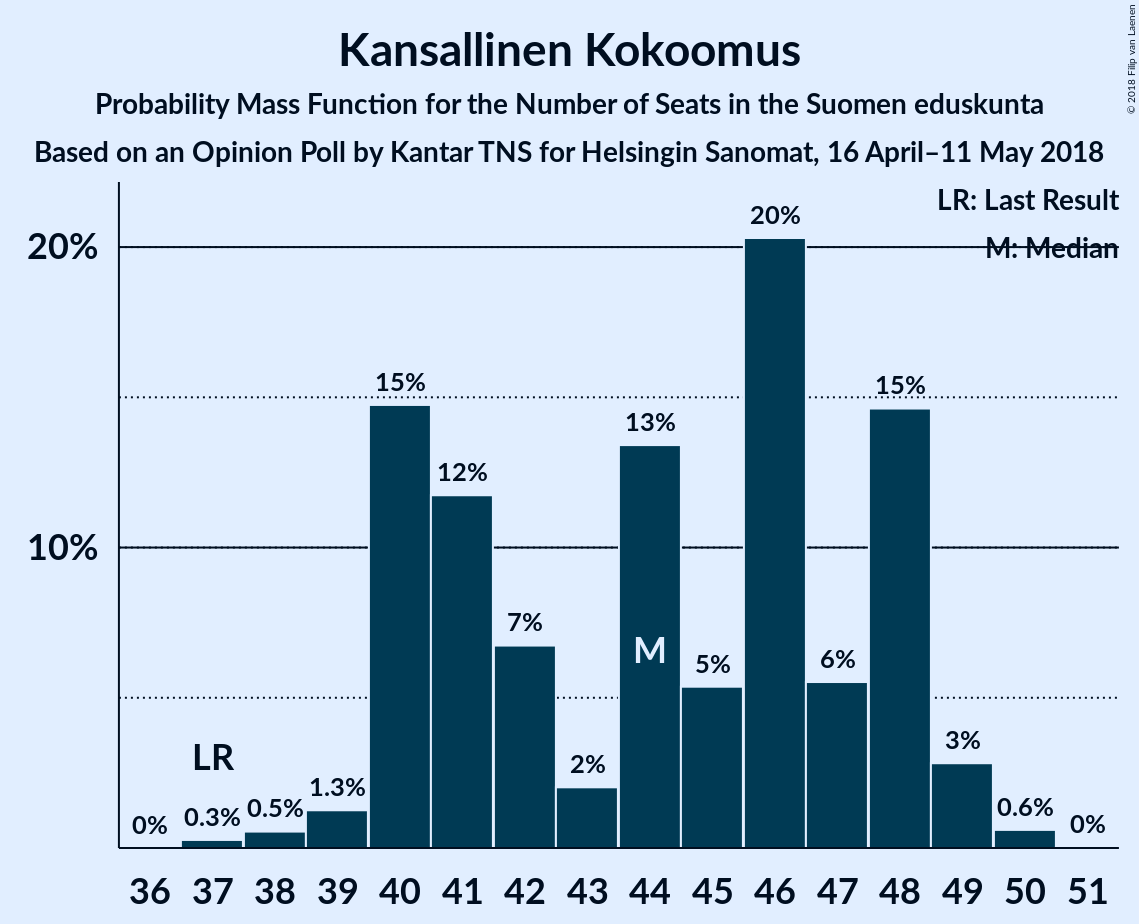 Kansallinen Kokoomus
Probability Mass Function for the Number of Seats in the Suomen eduskunta
Based on an Opinion Poll by Kantar TNS for Helsingin Sanomat, 16 April–11 May 2018
© 2018 Filip van Laenen
LR: Last Result
M: Median
20%
10%
0%
0.3%
0.5%
1.3%
15%
12%
7%
2%
13%
5%
20%
6%
15%
3%
0.6%
0%
LR
M
36 37 38 39 40 41 42 43 44 45 46 47 48 49 50 51